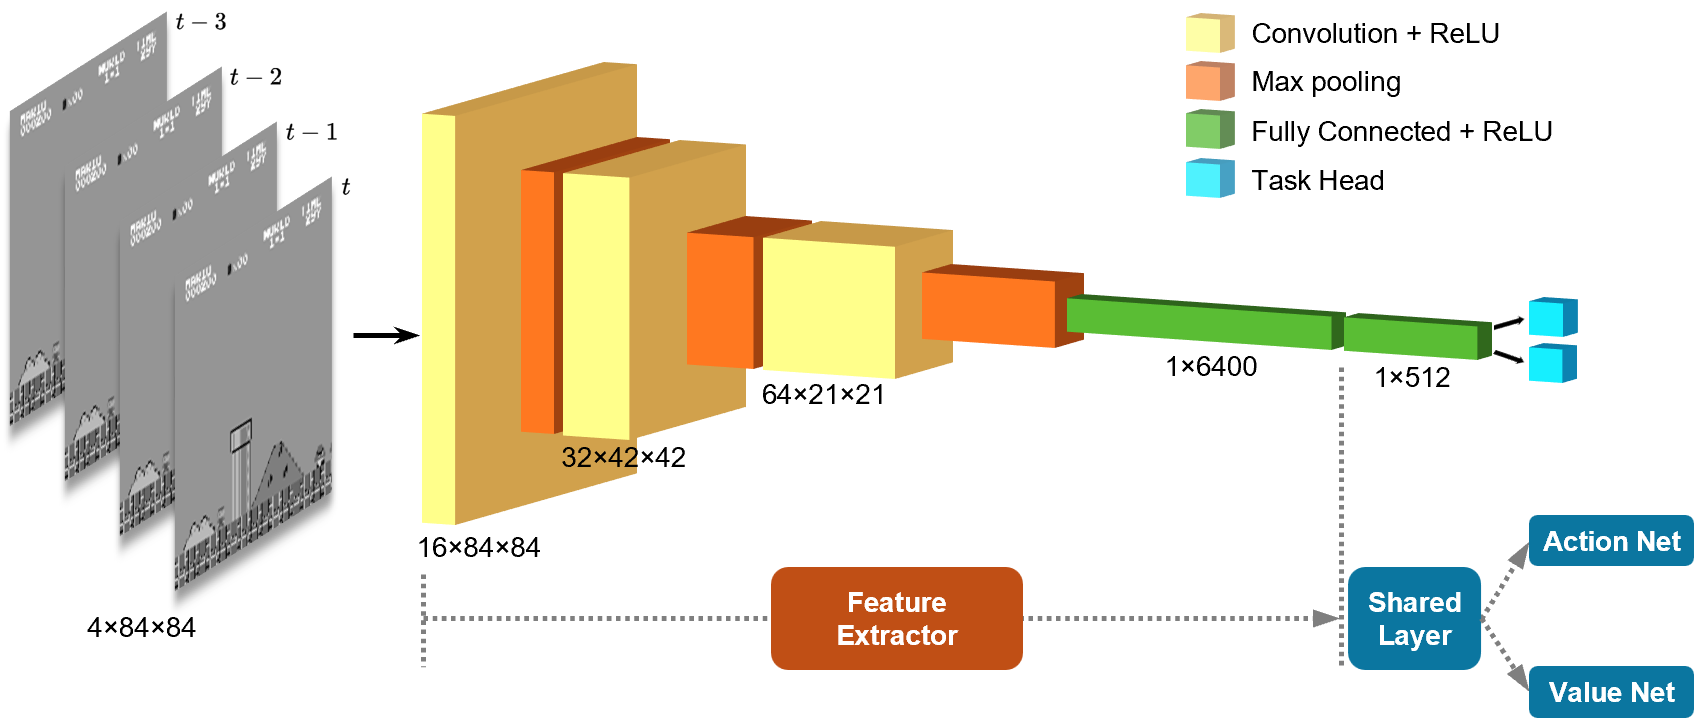 t − 3
t − 2
t − 1
t
4×84×84
16×84×84
32×42×42
64×21×21
1×6400
1×512
Convolution + ReLU
Max pooling
Fully Connected + ReLU
Task Head
Feature
Extractor
Shared
Layer
Action Net
Value Net